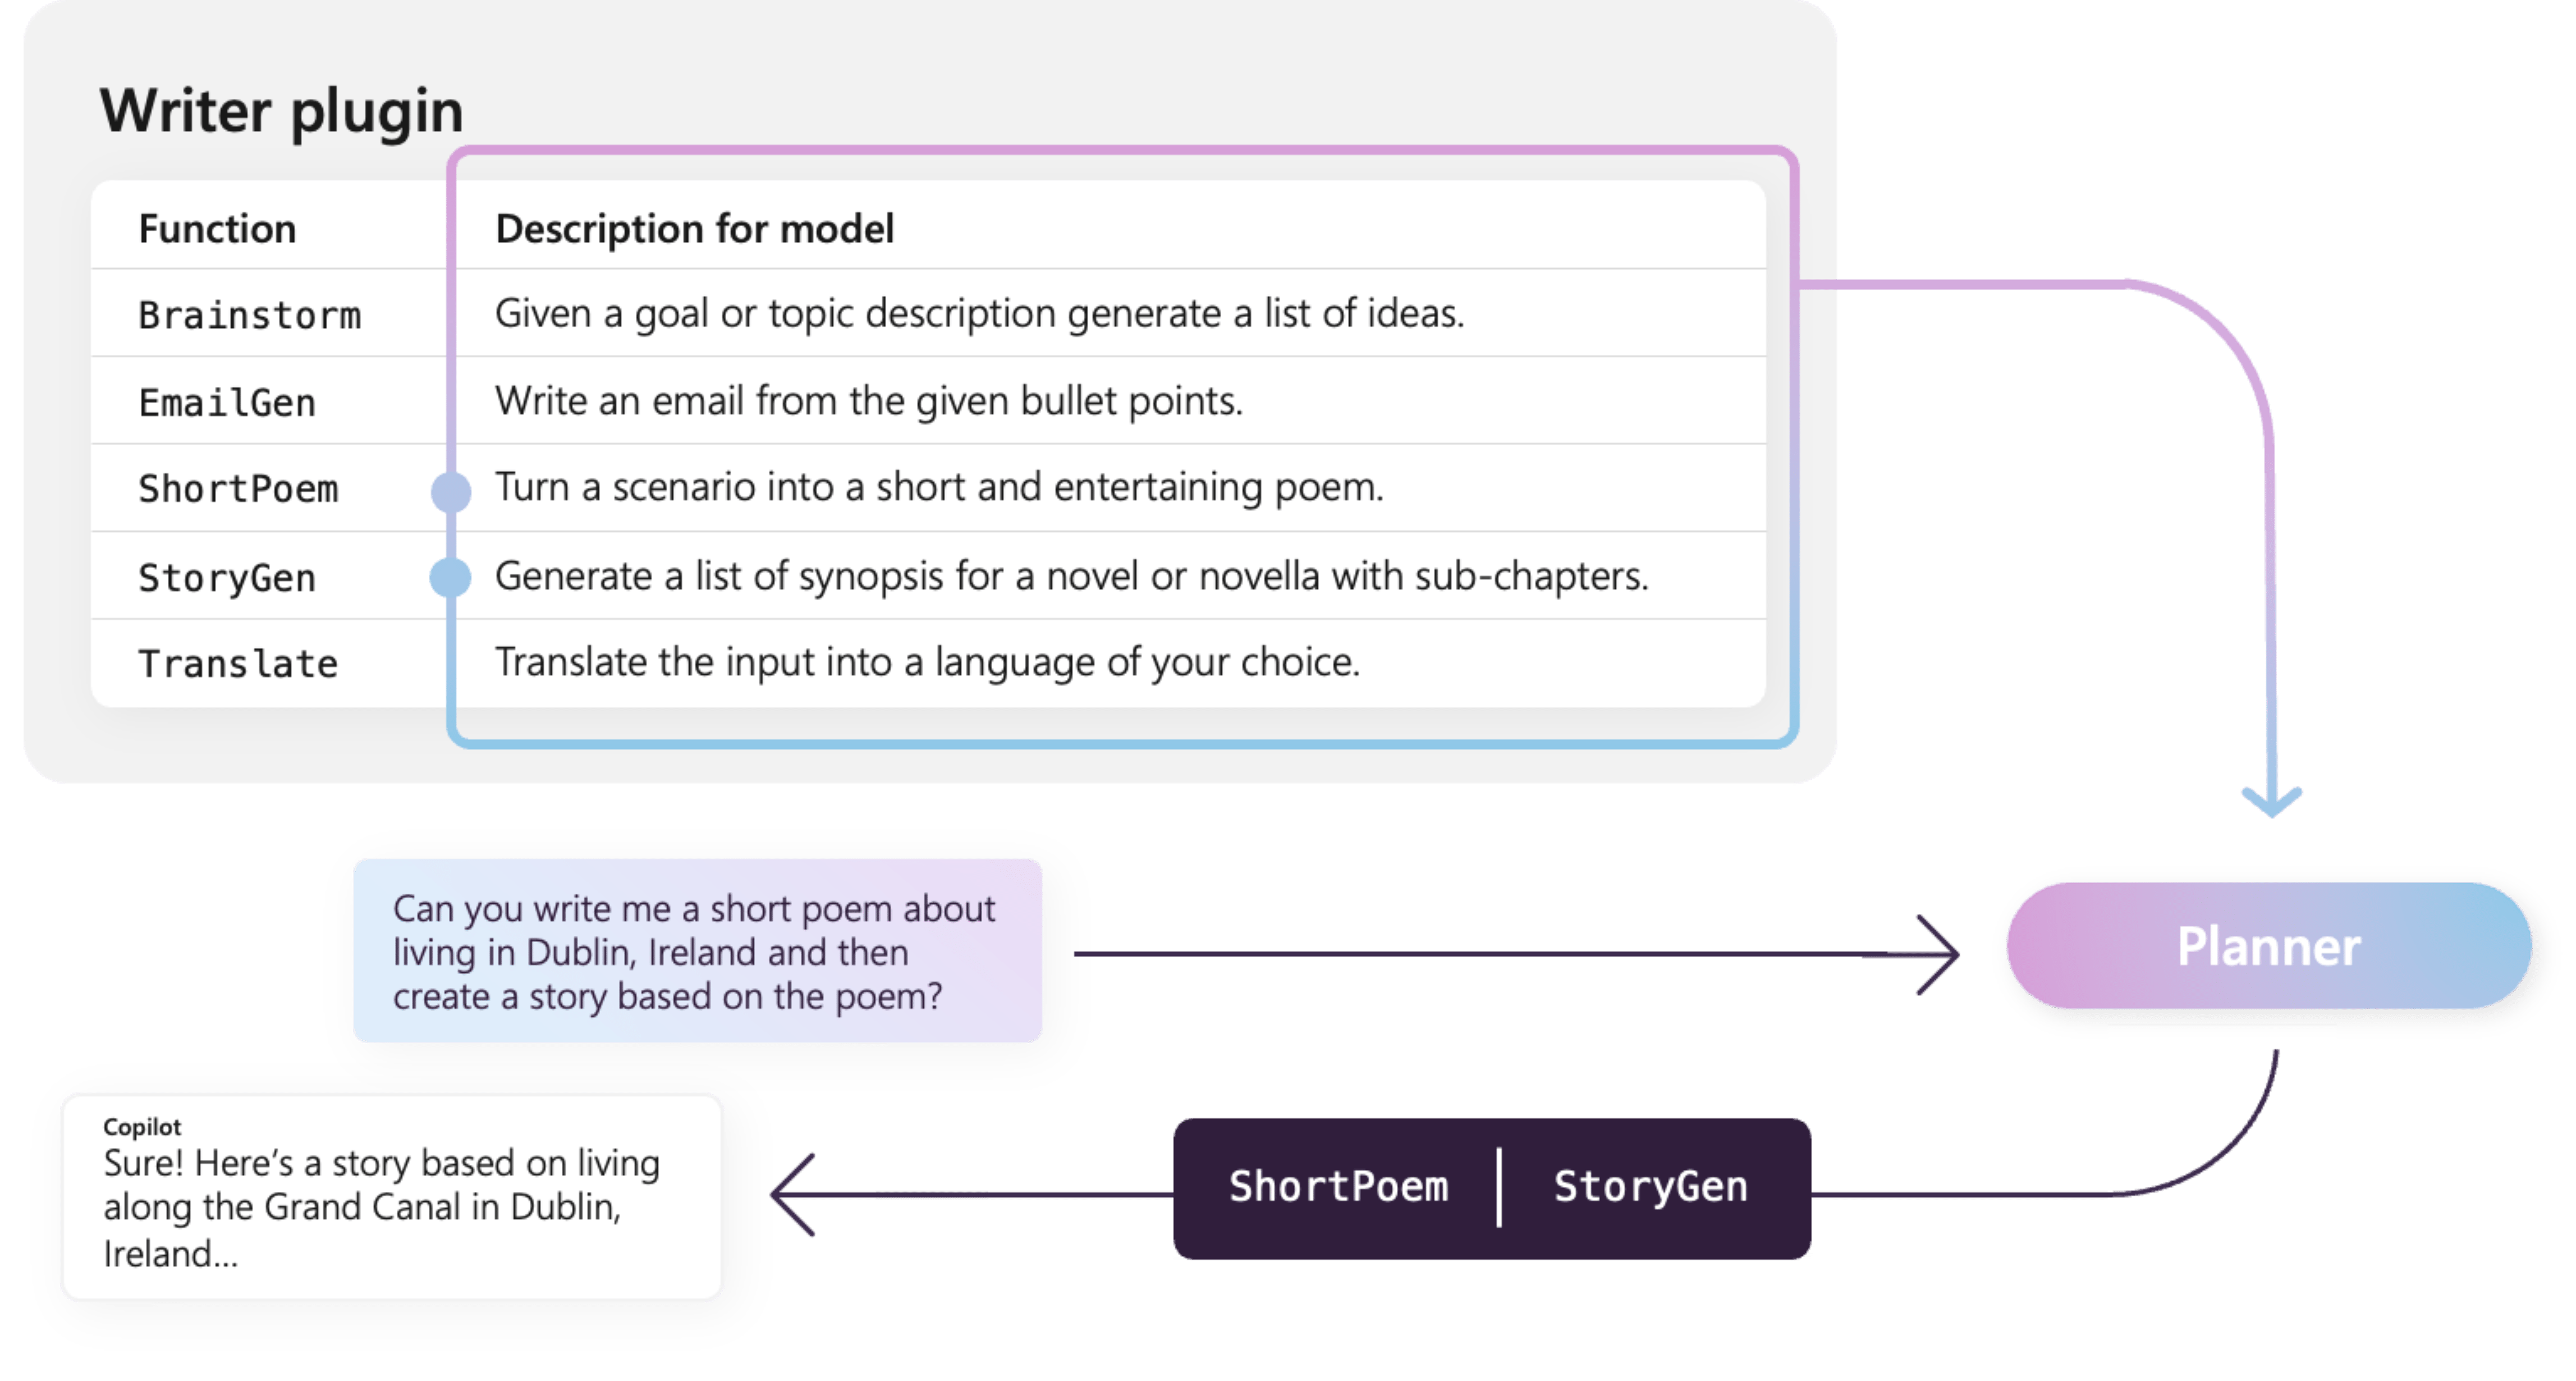 Writer plugin
Function Description for model
Brainstorm Given a goal or topic description generate a list of ideas.
EmailGen Write an email from the given bullet points.
ShortPoem Turn a scenario into a short and entertaining poem.
StoryGen Generate a list of synopsis for a novel or novella with sub-chapters.
Translate Translate the input into a language of your choice.
Can you write me a short poem about
living in Dublin, Ireland and then
create a story based on the poem?
Planner
Copilot
Sure! Here’s a story based on living
along the Grand Canal in Dublin,
Ireland...
ShortPoem StoryGen